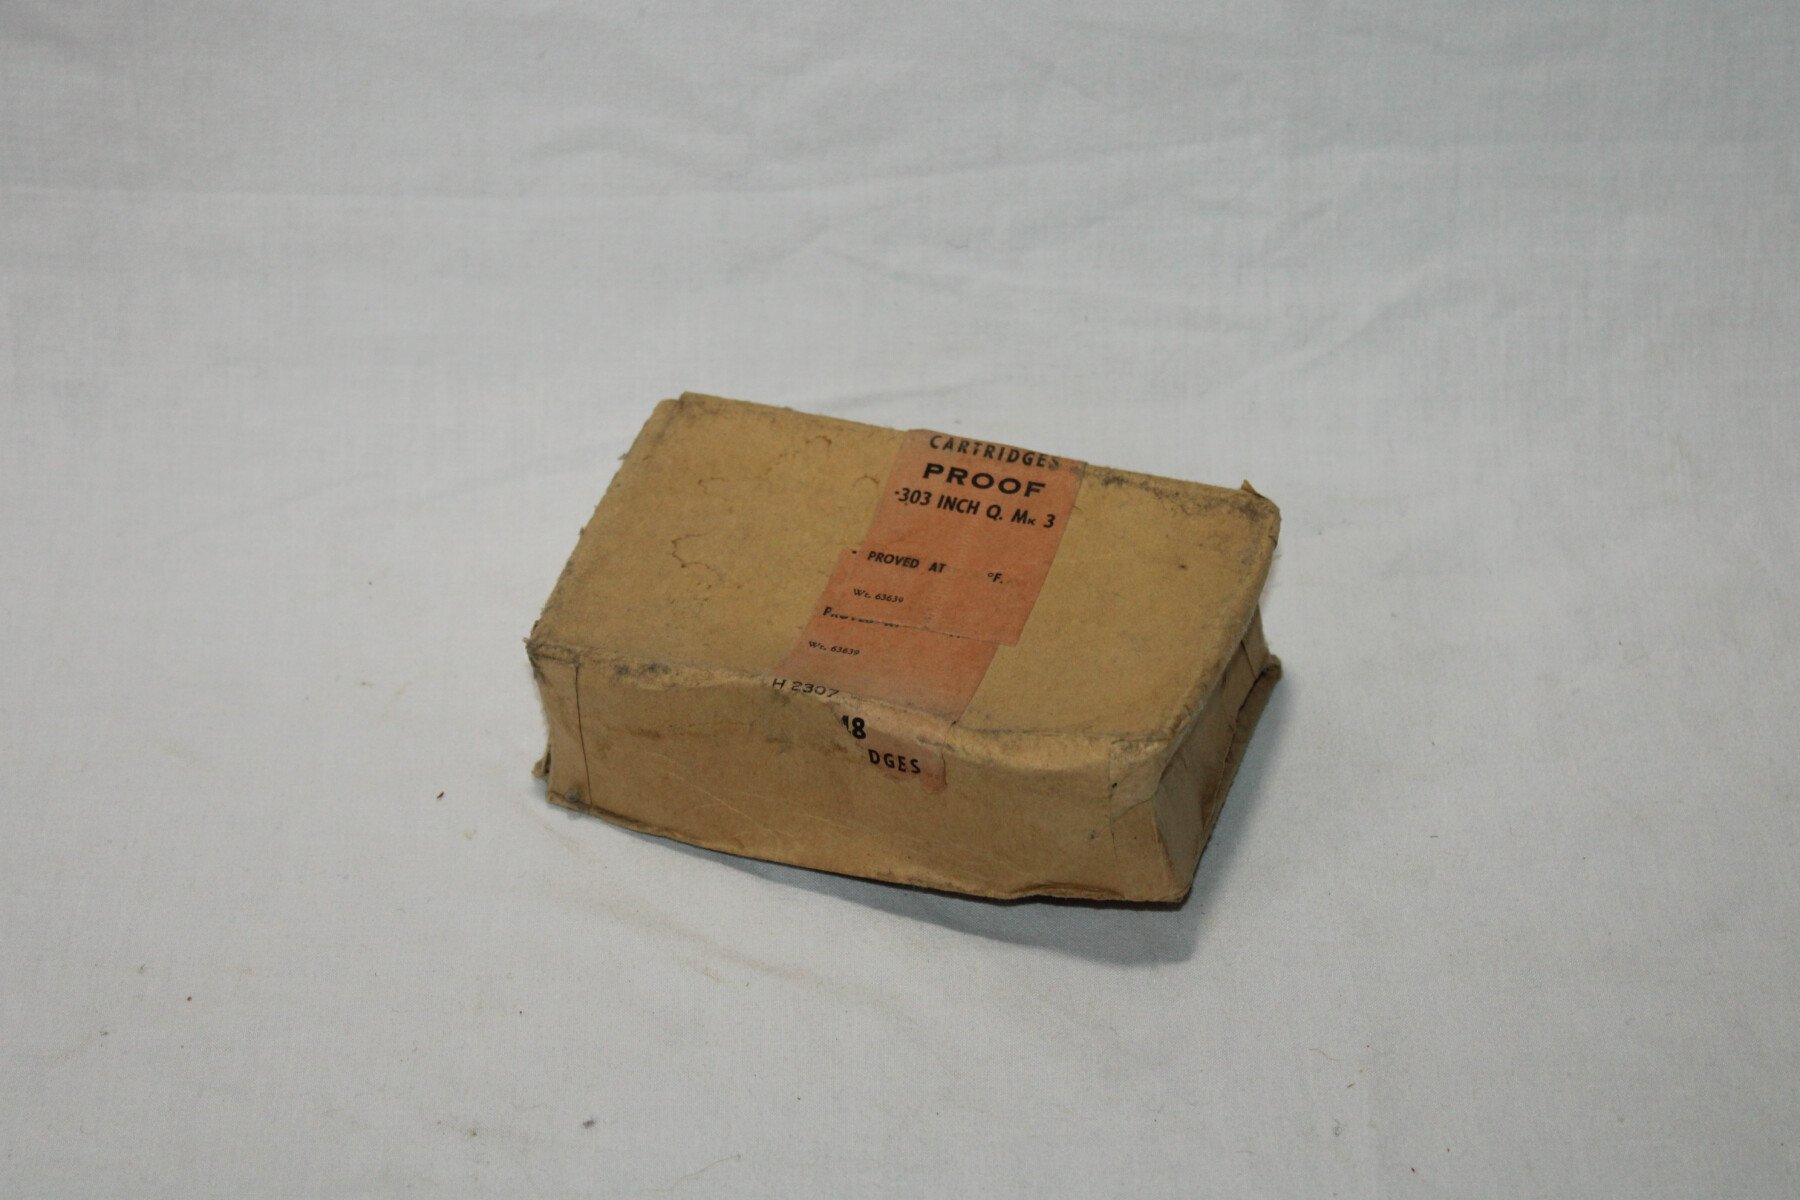 CARTRIDGES
PROOF
·303 INCH Q. Mk 3
PROVED AT °F.
Wt. 63639
Wt. 63639
H 2307
48
DGES